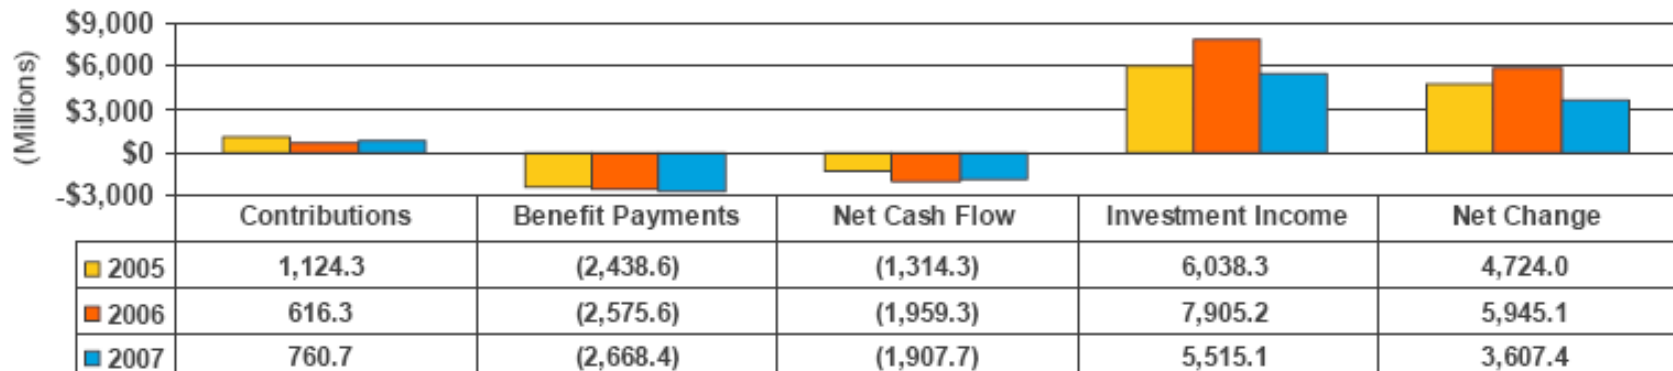 (Millions)
$9,000
$6,000
$3,000
$0
-$3,000
Contributions Benefit Payments Net Cash Flow Investment Income Net Change
2005 1,124.3 (2,438.6) (1,314.3) 6,038.3 4,724.0
2006 616.3 (2,575.6) (1,959.3) 7,905.2 5,945.1
2007 760.7 (2,668.4) (1,907.7) 5,515.1 3,607.4